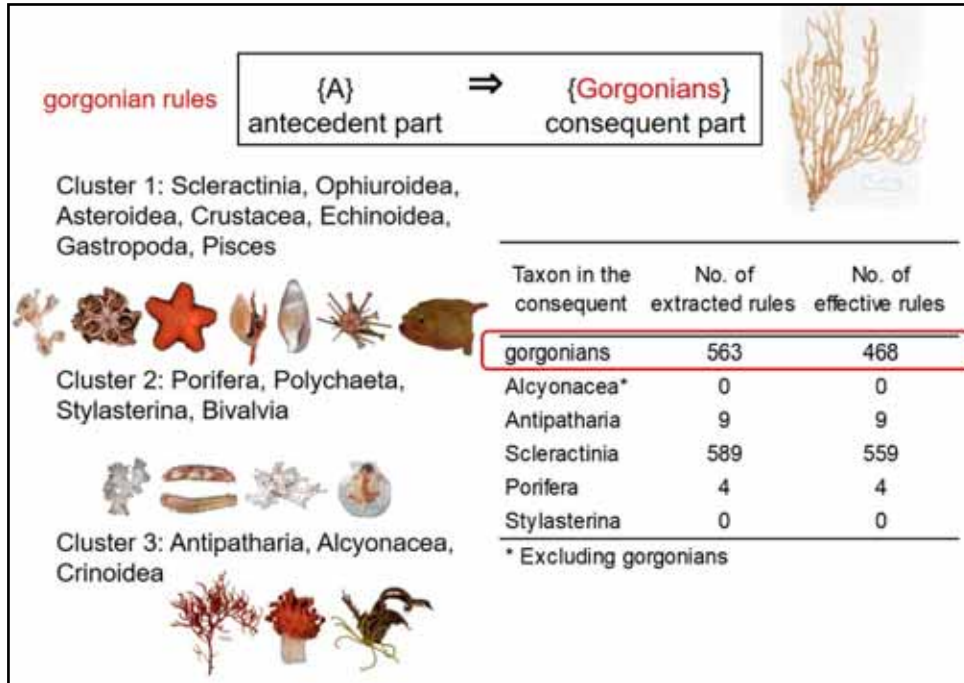 gorgonian rules
{A} ⇒ {Gorgonians}
antecedent part consequent part
Cluster 1: Scleractinia, Ophiuroidea,
Asteroidea, Crustacea, Echinoidea,
Gastropoda, Pisces
Cluster 2: Porifera, Polychaeta,
Stylasterina, Bivalvia
Cluster 3: Antipatharia, Alcyonacea,
Crinoidea
Taxon in the No. of No. of
consequent extracted rules effective rules
gorgonians 563 468
Alcyonacea* 0 0
Antipatharia 9 9
Scleractinia 589 559
Porifera 4 4
Stylasterina 0 0
* Excluding gorgonians